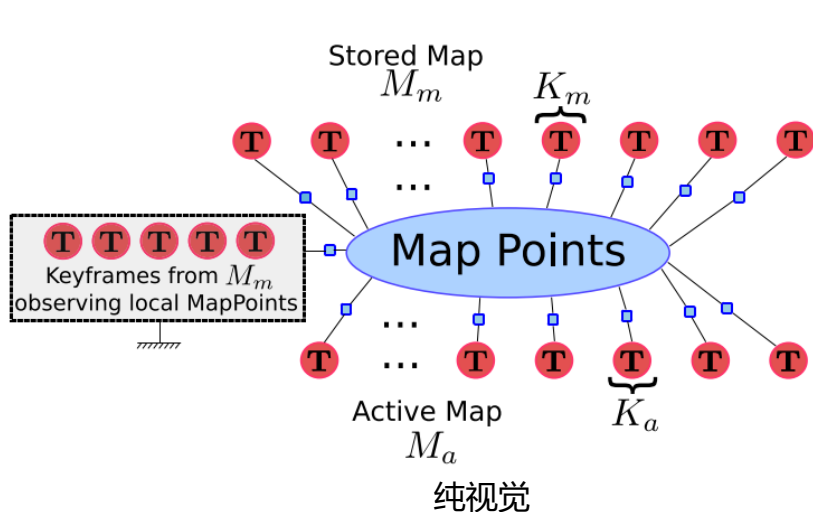 Stored Map
M_m
K_m
T T ... T T T T T
...
Map Points
T T T T T
Keyframes from M_m
observing local MapPoints
...
T ... T T T T T
Active Map
K_a
M_a
纯视觉